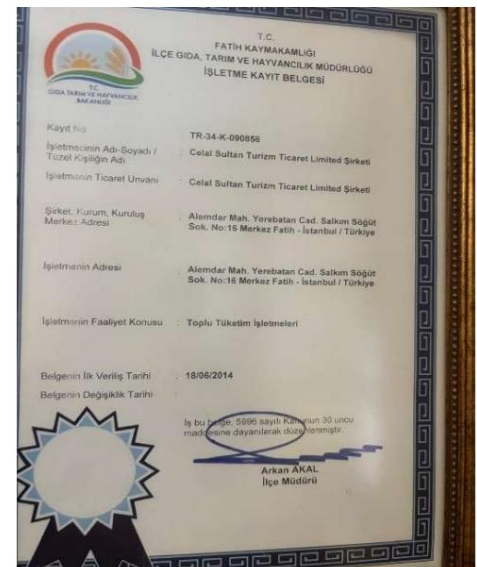 T.C.
FATİH KAYMAKAMLIĞI
İLÇE GIDA, TARIM VE HAYVANCILIK MÜDÜRLÜĞÜ
İŞLETME KAYIT BELGESİ
T.C.
GIDA TARIM VE HAYVANCILIK
BAKANLIĞI
Kayıt No : TR-34-K-090856
İşletmecinin Adı-Soyadı / : Celal Sultan Turizm Ticaret Limited Şirketi
Tüzel Kişiliğin Adı
İşletmenin Ticaret Unvanı : Celal Sultan Turizm Ticaret Limited Şirketi
Şirket, Kurum, Kuruluş : Alemdar Mah. Yerebatan Cad. Salkım Söğüt
Merkez Adresi Sok. No:16 Merkez Fatih - İstanbul / Türkiye
İşletmenin Adresi : Alemdar Mah. Yerebatan Cad. Salkım Söğüt
Sok. No:16 Merkez Fatih - İstanbul / Türkiye
İşletmenin Faaliyet Konusu : Toplu Tüketim İşletmeleri
Belgenin İlk Veriliş Tarihi : 18/06/2014
Belgenin Değişiklik Tarihi :
İş bu belge, 5996 sayılı Kanunun 30 uncu
maddesine dayanılarak düzenlenmiştir.
Arkan AKAL
İlçe Müdürü